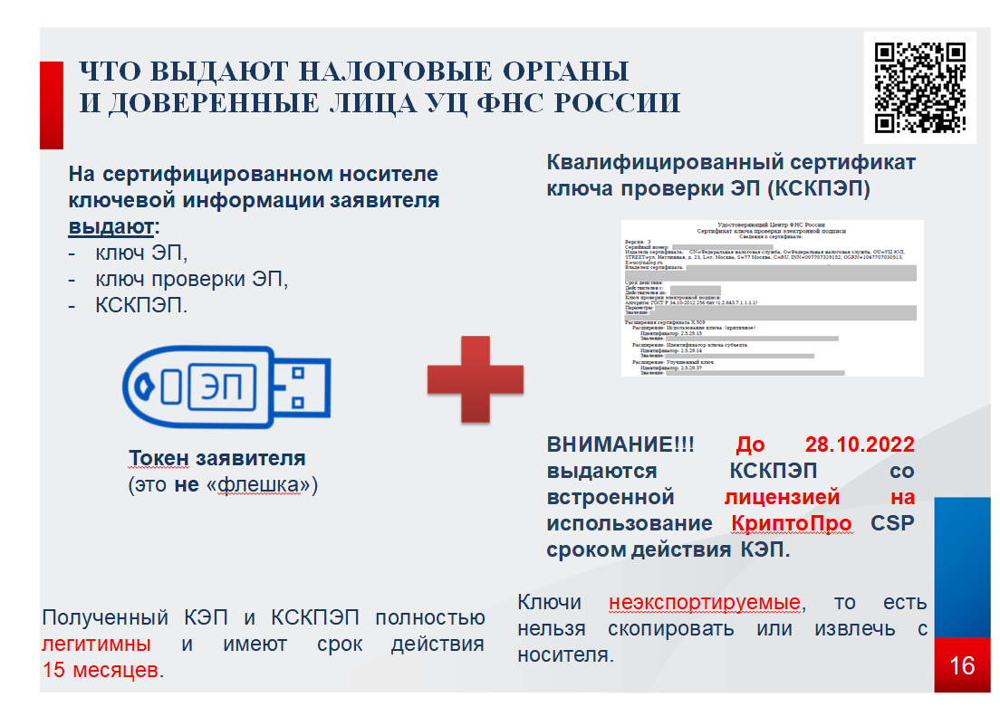 ЧТО ВЫДАЮТ НАЛОГОВЫЕ ОРГАНЫ
И ДОВЕРЕННЫЕ ЛИЦА УЦ ФНС РОССИИ
На сертифицированном носителе
ключевой информации заявителя
выдают:
- ключ ЭП,
- ключ проверки ЭП,
- КСКПЭП.
ЭП
Токен заявителя
(это не «флешка»)
Полученный КЭП и КСКПЭП полностью
легитимны и имеют срок действия
15 месяцев.
Квалифицированный сертификат
ключа проверки ЭП (КСКПЭП)
Удостоверяющий Центр ФНС России
Сертификат ключа проверки электронной подписи
Сведения о сертификате:
Версия: 3
Серийный номер:
Издатель сертификата: CN=Федеральная налоговая служба, O=Федеральная налоговая служба, OU=УЦ ЮЛ,
STREET=ул. Неглинная, д. 23, L=г. Москва, S=77 Москва, C=RU, INN=007707329152, OGRN=1047707030513,
E=uc@nalog.ru
Владелец сертификата:
Срок действия:
Действителен с:
Действителен по:
Ключ проверки электронной подписи:
Алгоритм: ГОСТ Р 34.10-2012 256 бит (1.2.643.7.1.1.1.1)
Параметры:
Значение:
Расширения сертификата X.509
Расширение: Использование ключа (критичное)
Идентификатор: 2.5.29.15
Значение:
Расширение: Идентификатор ключа субъекта
Идентификатор: 2.5.29.14
Значение:
Расширение: Улучшенный ключ
Идентификатор: 2.5.29.37
Значение:
ВНИМАНИЕ!!! До 28.10.2022
выдаются КСКПЭП со
встроенной лицензией на
использование КриптоПро CSP
сроком действия КЭП.
Ключи неэкспортируемые, то есть
нельзя скопировать или извлечь с
носителя.
16